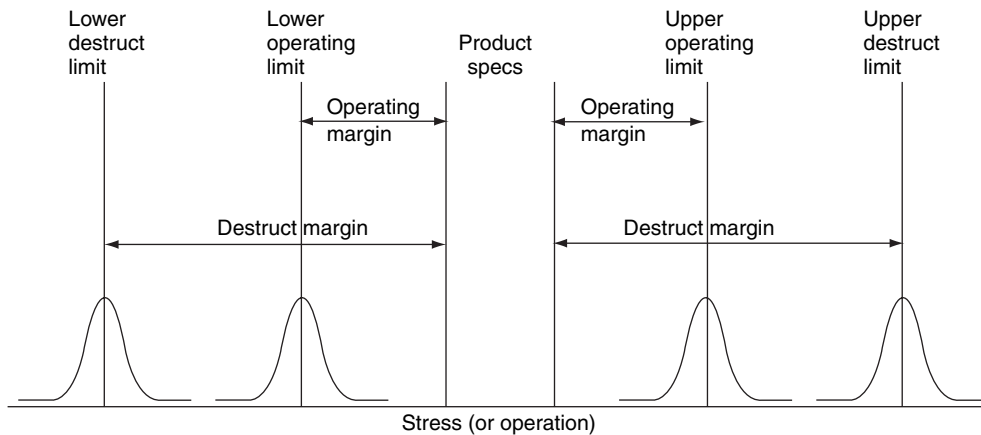 Lower
destruct
limit
Lower
operating
limit
Product
specs
Upper
operating
limit
Upper
destruct
limit
Operating
margin
Operating
margin
Destruct margin
Destruct margin
Stress (or operation)